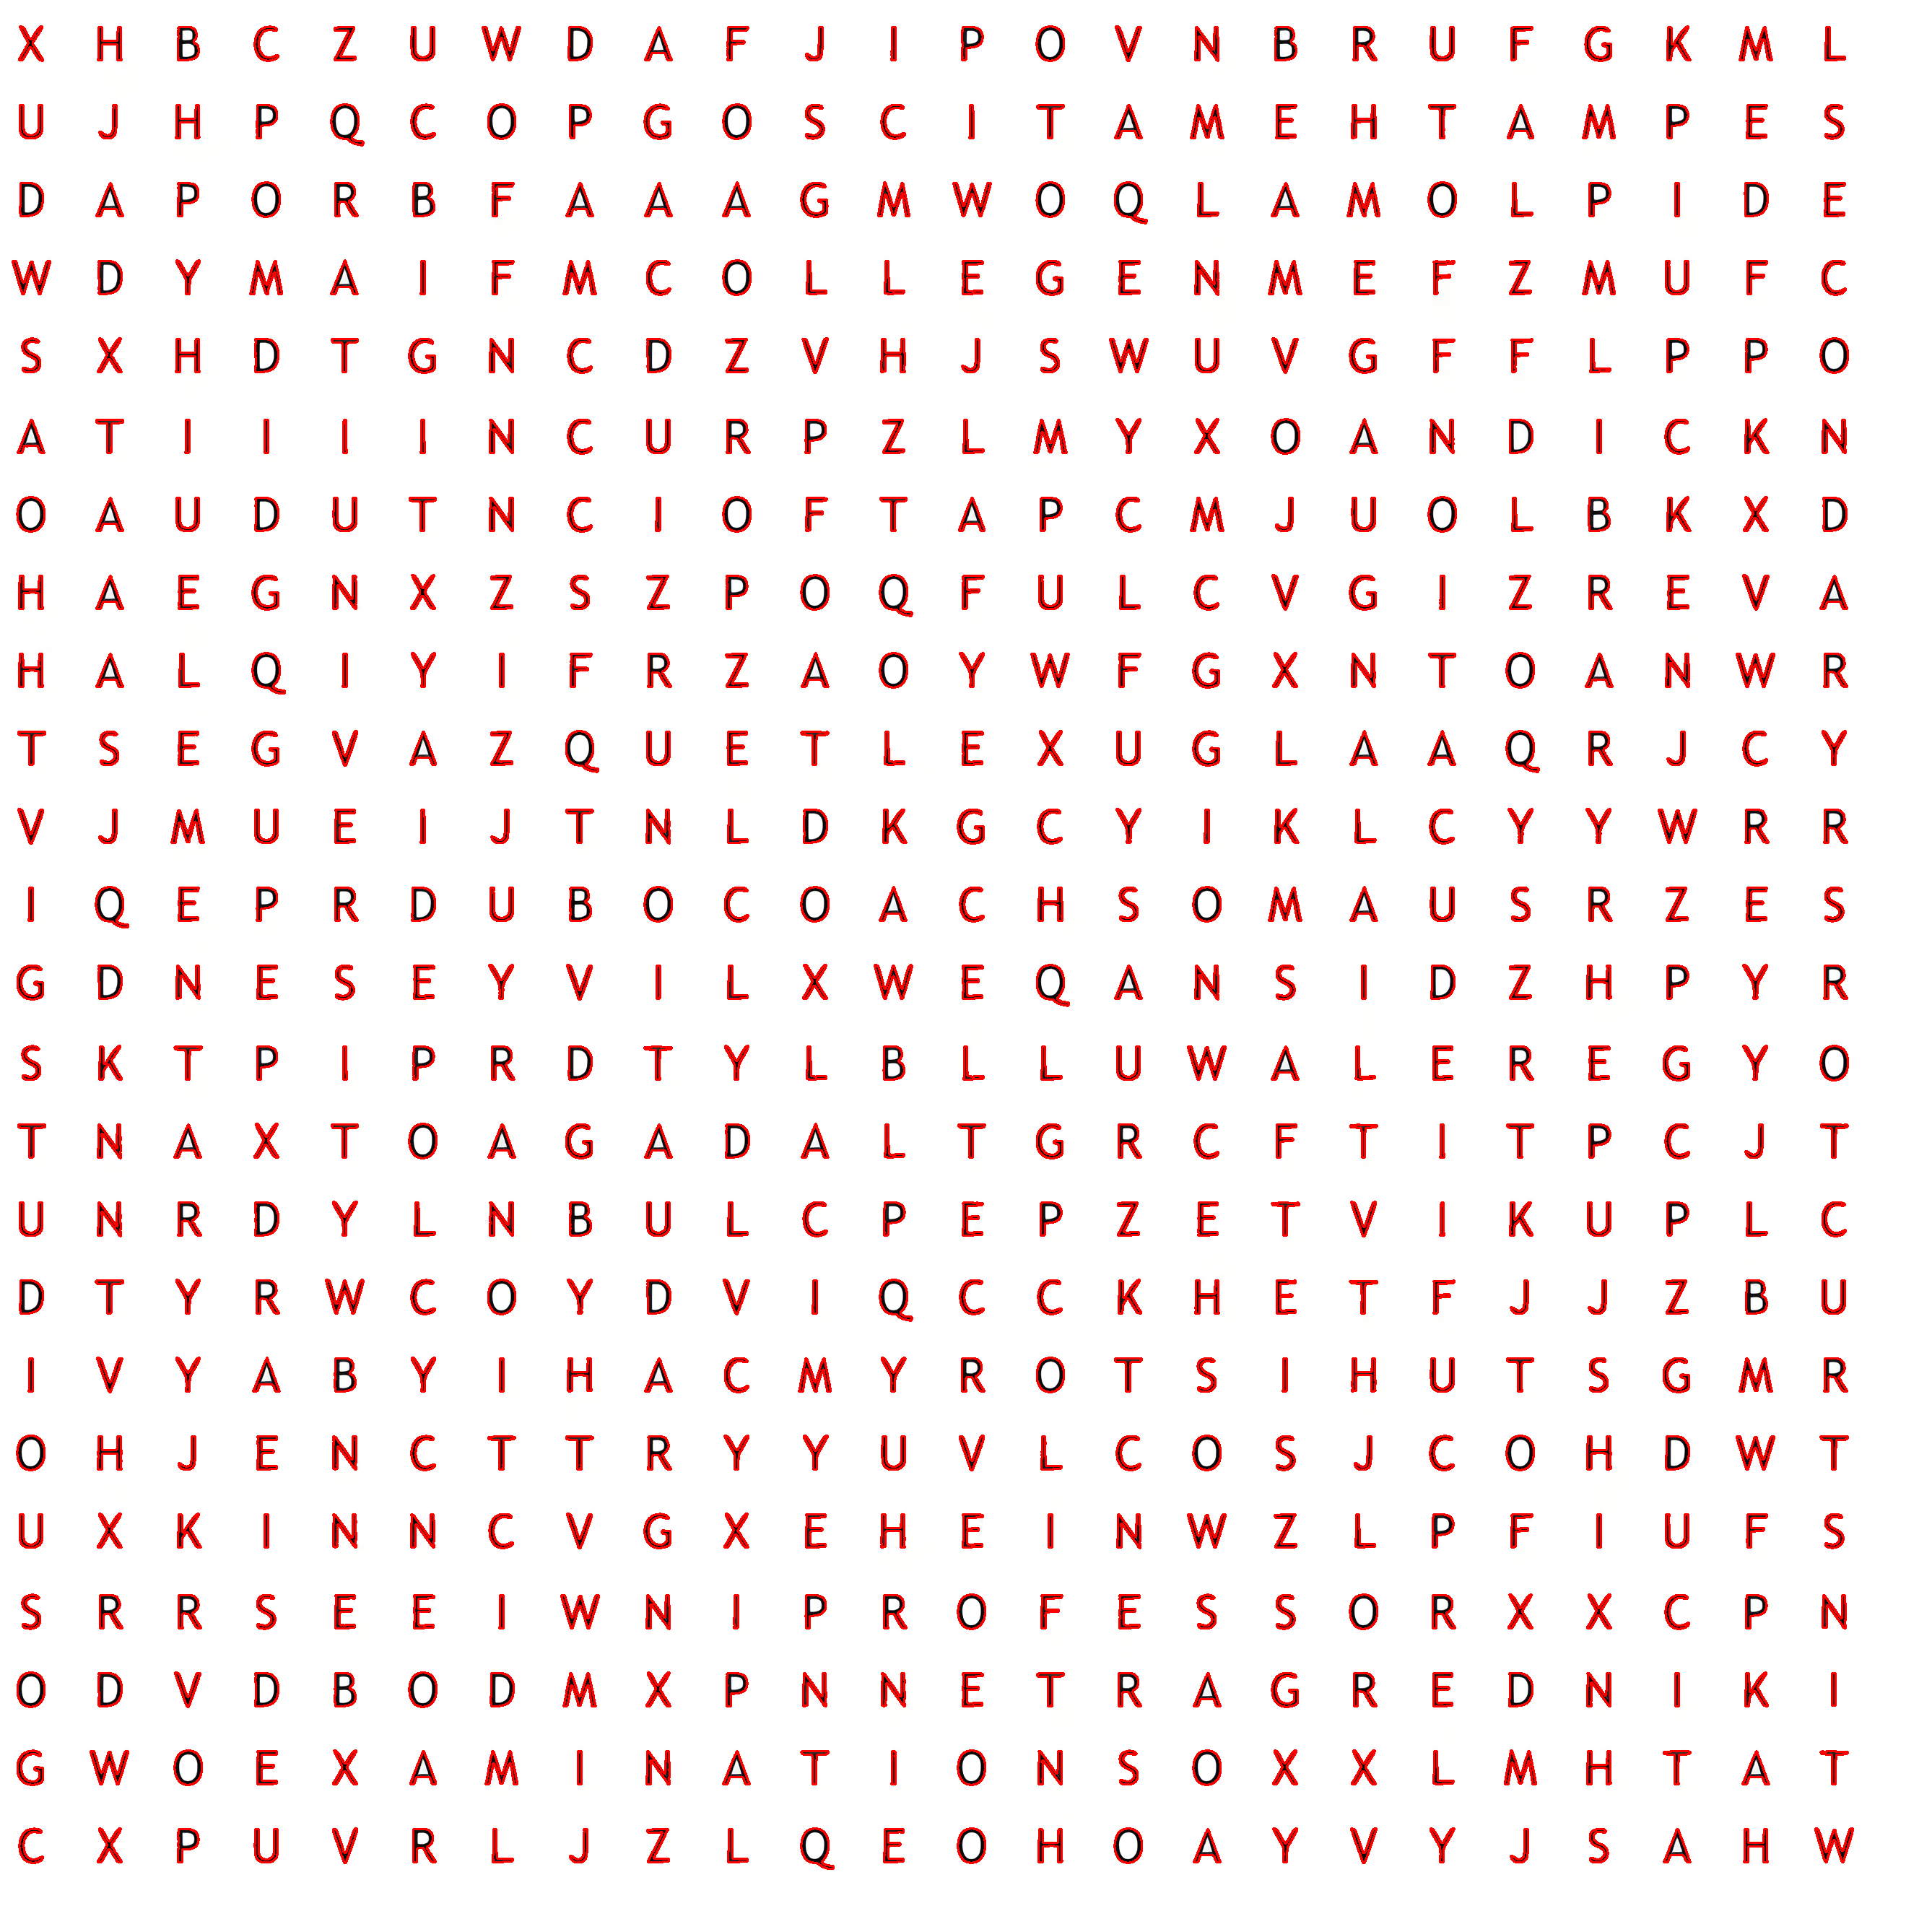 X H B C Z U W D A F J I P O V N B R U F G K M L
U J H P Q C O P G O S C I T A M E H T A M P E S
D A P O R B F A A A G M W O Q L A M O L P I D E
W D Y M A I F M C O L L E G E N M E F Z M U F C
S X H D T G N C D Z V H J S W U V G F F L P P O
A T I I I I N C U R P Z L M Y X O A N D I C K N
O A U D U T N C I O F T A P C M J U O L B K X D
H A E G N X Z S Z P O Q F U L C V G I Z R E V A
H A L Q I Y I F R Z A O Y W F G X N T O A N W R
T S E G V A Z Q U E T L E X U G L A A Q R J C Y
V J M U E I J T N L D K G C Y I K L C Y Y W R R
I Q E P R D U B O C O A C H S O M A U S R Z E S
G D N E S E Y V I L X W E Q A N S I D Z H P Y R
S K T P I P R D T Y L B L L U W A L E R E G Y O
T N A X T O A G A D A L T G R C F T I T P C J T
U N R D Y L N B U L C P E P Z E T V I K U P L C
D T Y R W C O Y D V I Q C C K H E T F J J Z B U
I V Y A B Y I H A C M Y R O T S I H U T S G M R
O H J E N C T T R Y Y U V L C O S J C O H D W T
U X K I N N C V G X E H E I N W Z L P F I U F S
S R R S E E I W N I P R O F E S S O R X X C P N
O D V D B O D M X P N N E T R A G R E D N I K I
G W O E X A M I N A T I O N S O X X L M H T A T
C X P U V R L J Z L Q E O H O A Y V Y J S A H W